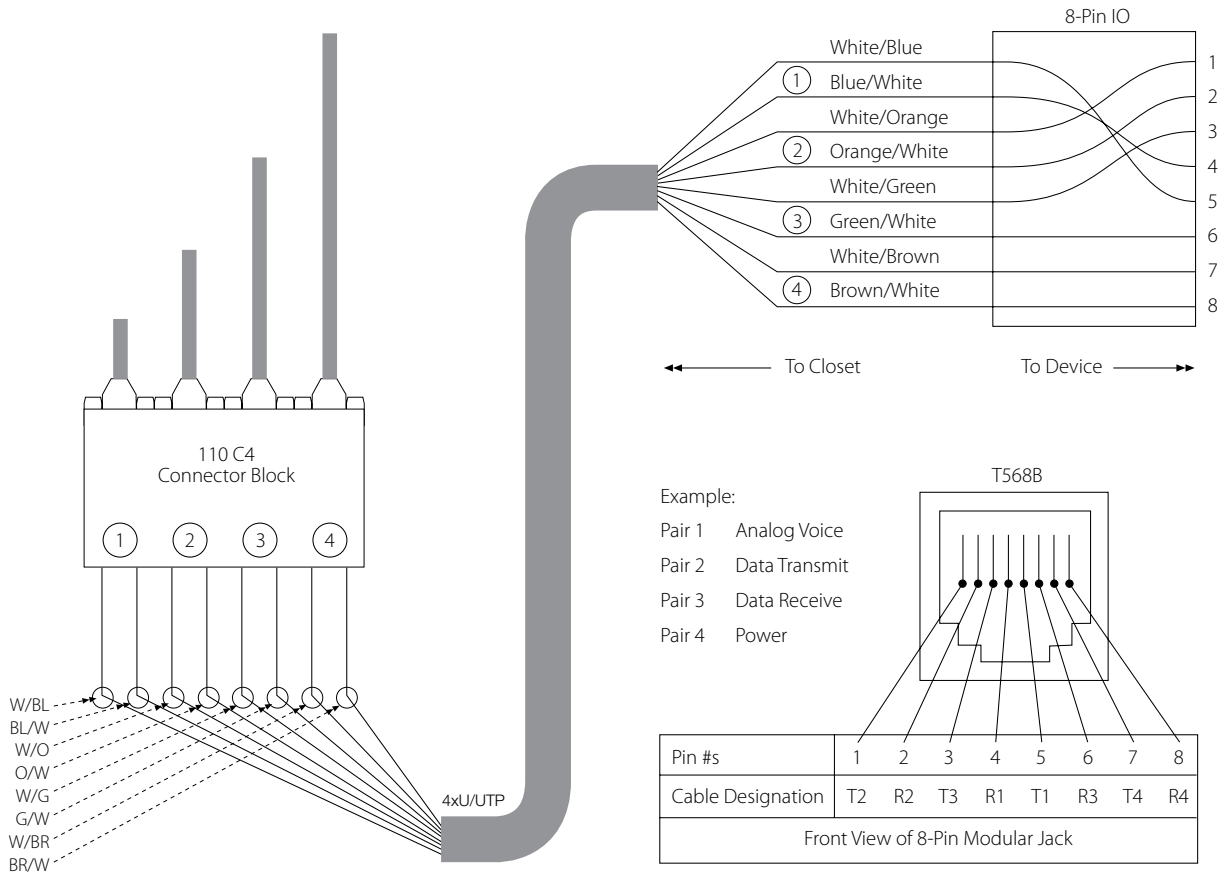 8-Pin IO
White/Blue
1 Blue/White
White/Orange
2 Orange/White
White/Green
3 Green/White
White/Brown
4 Brown/White
1
2
3
4
5
6
7
8
To Closet
To Device
110 C4
Connector Block
1 2 3 4
W/BL
BL/W
W/O
O/W
W/G
G/W
W/BR
BR/W
4xU/UTP
Example:
Pair 1 Analog Voice
Pair 2 Data Transmit
Pair 3 Data Receive
Pair 4 Power
T568B
Pin #s 1 2 3 4 5 6 7 8
Cable Designation T2 R2 T3 R1 T1 R3 T4 R4
Front View of 8-Pin Modular Jack